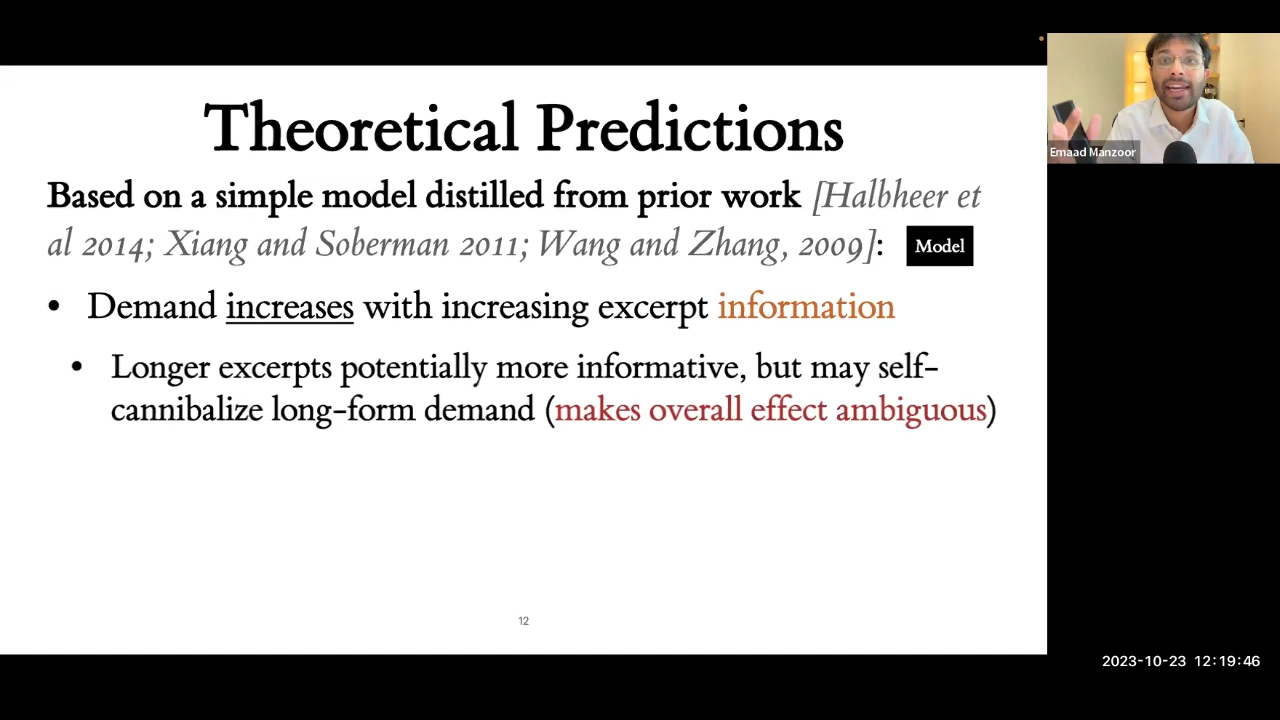 Theoretical Predictions
Based on a simple model distilled from prior work [Halbheer et
al 2014; Xiang and Soberman 2011; Wang and Zhang, 2009]: Model
• Demand increases with increasing excerpt information
• Longer excerpts potentially more informative, but may self-
cannibalize long-form demand (makes overall effect ambiguous)
12
Emaad Manzoor
2023-10-23 12:19:46